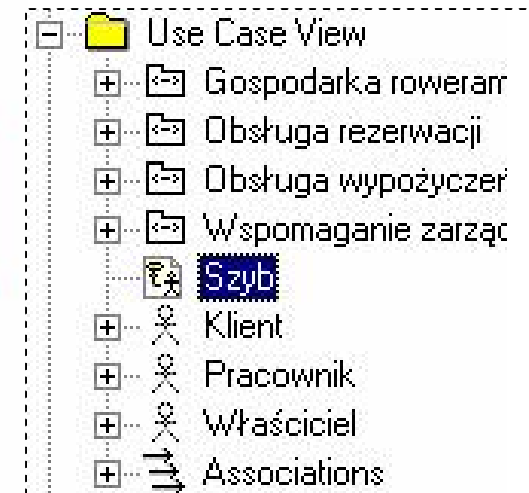 Use Case View
Gospodarka roweram
Obsługa rezerwacji
Obsługa wypożyczeń
Wspomaganie zarząd
Szyb
Klient
Pracownik
Właściciel
Associations